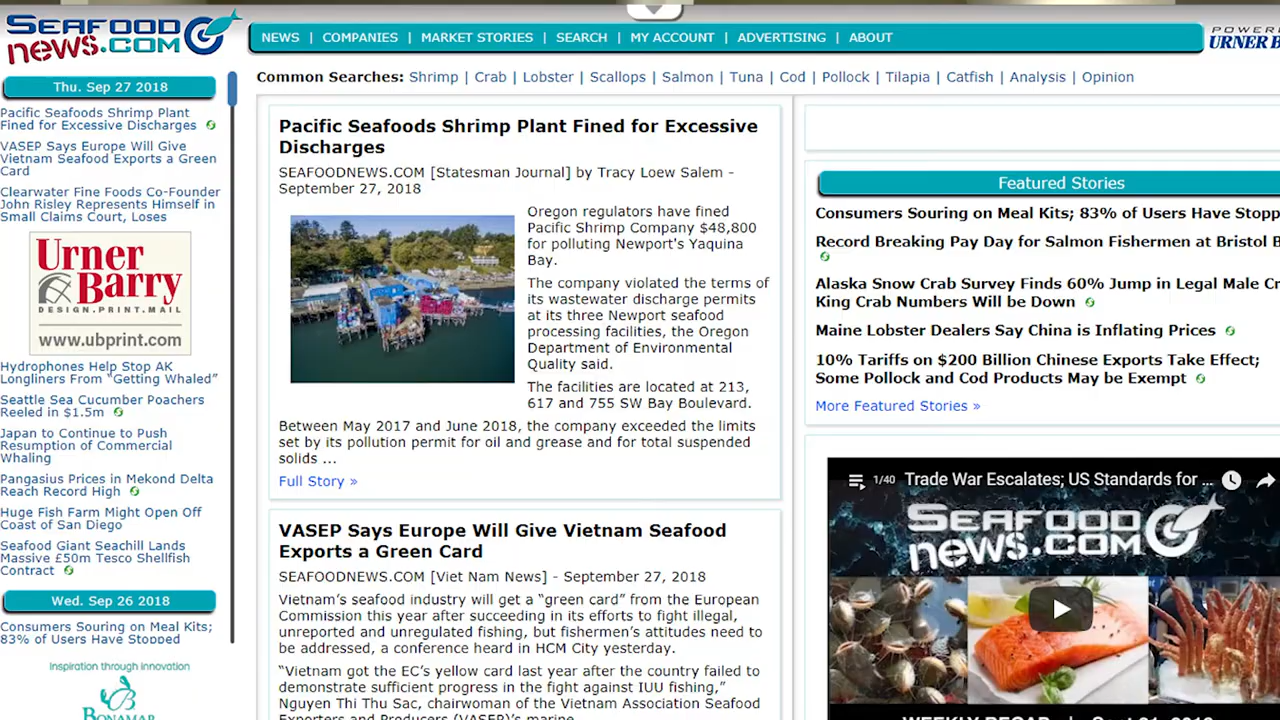 SEAFOOD
news.COM
NEWS | COMPANIES | MARKET STORIES | SEARCH | MY ACCOUNT | ADVERTISING | ABOUT
URNER B
Common Searches: Shrimp | Crab | Lobster | Scallops | Salmon | Tuna | Cod | Pollock | Tilapia | Catfish | Analysis | Opinion
Thu. Sep 27 2018
Pacific Seafoods Shrimp Plant
Fined for Excessive Discharges
VASEP Says Europe Will Give
Vietnam Seafood Exports a Green
Card
Clearwater Fine Foods Co-Founder
John Risley Represents Himself in
Small Claims Court, Loses
Urner
Barry
DESIGN.PRINT.MAIL
www.ubprint.com
Hydrophones Help Stop AK
Longliners From "Getting Whaled"
Seattle Sea Cucumber Poachers
Reeled in $1.5m
Japan to Continue to Push
Resumption of Commercial
Whaling
Pangasius Prices in Mekond Delta
Reach Record High
Huge Fish Farm Might Open Off
Coast of San Diego
Seafood Giant Seachill Lands
Massive £50m Tesco Shellfish
Contract
Wed. Sep 26 2018
Consumers Souring on Meal Kits;
83% of Users Have Stopped
Inspiration through innovation
BONAMAR
Pacific Seafoods Shrimp Plant Fined for Excessive
Discharges
SEAFOODNEWS.COM [Statesman Journal] by Tracy Loew Salem -
September 27, 2018
Oregon regulators have fined
Pacific Shrimp Company $48,800
for polluting Newport's Yaquina
Bay.
The company violated the terms of
its wastewater discharge permits
at its three Newport seafood
processing facilities, the Oregon
Department of Environmental
Quality said.
The facilities are located at 213,
617 and 755 SW Bay Boulevard.
Between May 2017 and June 2018, the company exceeded the limits
set by its pollution permit for oil and grease and for total suspended
solids ...
Full Story »
VASEP Says Europe Will Give Vietnam Seafood
Exports a Green Card
SEAFOODNEWS.COM [Viet Nam News] - September 27, 2018
Vietnam's seafood industry will get a "green card" from the European
Commission this year after succeeding in its efforts to fight illegal,
unreported and unregulated fishing, but fishermen's attitudes need to
be addressed, a conference heard in HCM City yesterday.
"Vietnam got the EC's yellow card last year after the country failed to
demonstrate sufficient progress in the fight against IUU fishing,"
Nguyen Thi Thu Sac, chairwoman of the Vietnam Association Seafood
Exporters and Producers (VASEP)'s marine
Featured Stories
Consumers Souring on Meal Kits; 83% of Users Have Stopp
Record Breaking Pay Day for Salmon Fishermen at Bristol B
Alaska Snow Crab Survey Finds 60% Jump in Legal Male Cr
King Crab Numbers Will be Down
Maine Lobster Dealers Say China is Inflating Prices
10% Tariffs on $200 Billion Chinese Exports Take Effect;
Some Pollock and Cod Products May be Exempt
More Featured Stories »
1/40 Trade War Escalates; US Standards for ...
SEAFOOD
news.COM